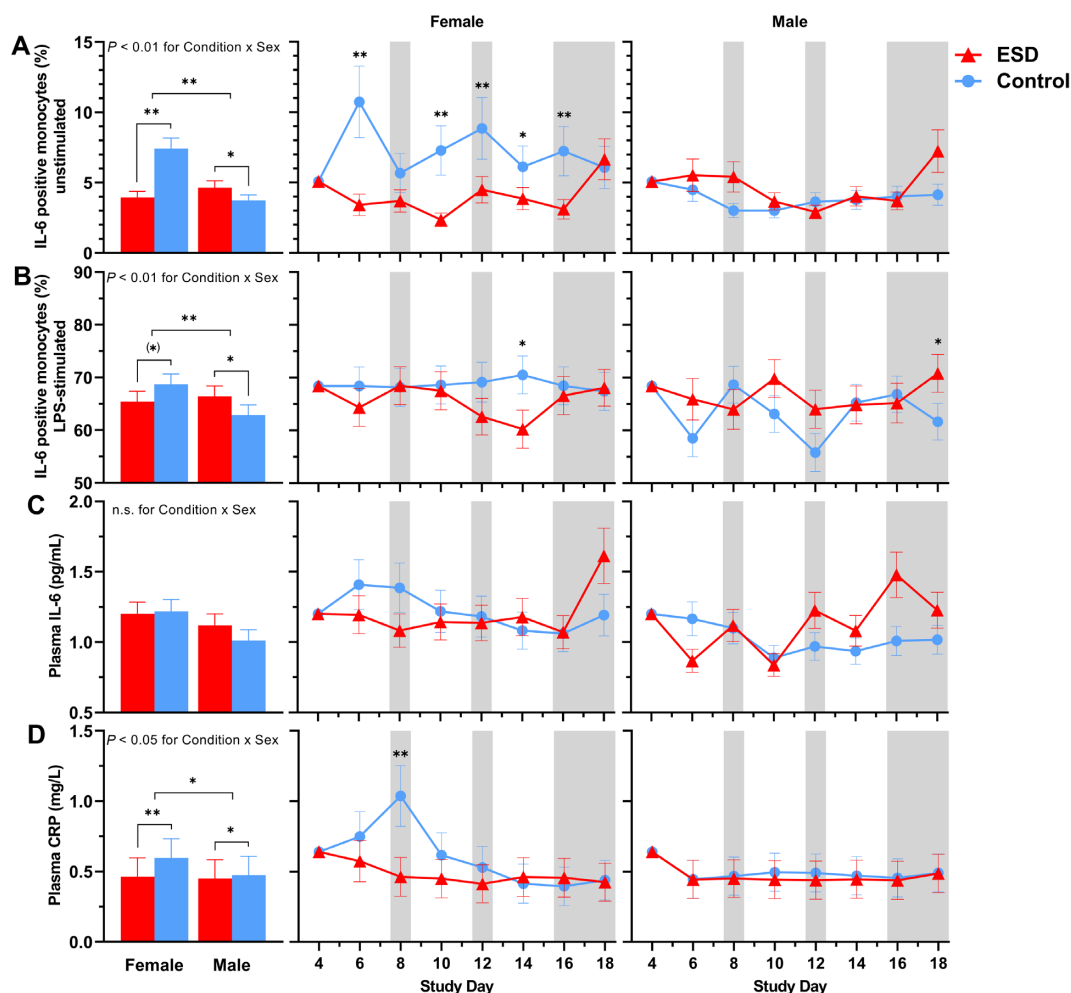 Female
Male
ESD
Control
A
IL-6 positive monocytes (%)
unstimulated
15
10
5
0
P < 0.01 for Condition x Sex
**
**
*
**
**
**
*
**
B
IL-6 positive monocytes (%)
LPS-stimulated
90
80
70
60
50
P < 0.01 for Condition x Sex
**
(*)
*
*
*
C
Plasma IL-6 (pg/mL)
2.0
1.5
1.0
0.5
n.s. for Condition x Sex
D
Plasma CRP (mg/L)
1.5
1.0
0.5
0.0
P < 0.05 for Condition x Sex
*
**
*
**
Female Male
4 6 8 10 12 14 16 18
4 6 8 10 12 14 16 18
Study Day
Study Day